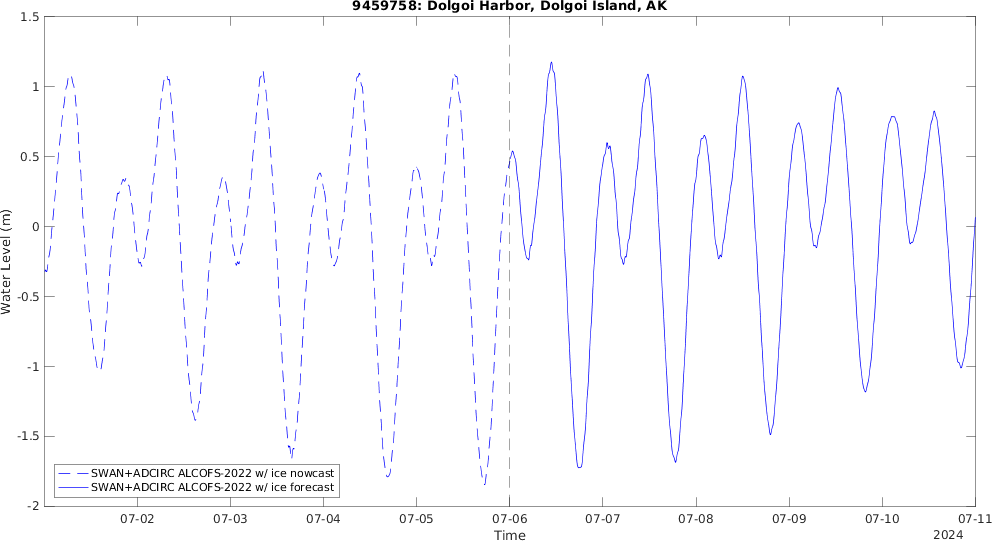 9459758: Dolgoi Harbor, Dolgoi Island, AK
1.5
1
0.5
0
-0.5
-1
-1.5
-2
Water Level (m)
SWAN+ADCIRC ALCOFS-2022 w/ ice nowcast
SWAN+ADCIRC ALCOFS-2022 w/ ice forecast
07-02 07-03 07-04 07-05 07-06 07-07 07-08 07-09 07-10 07-11
Time
2024